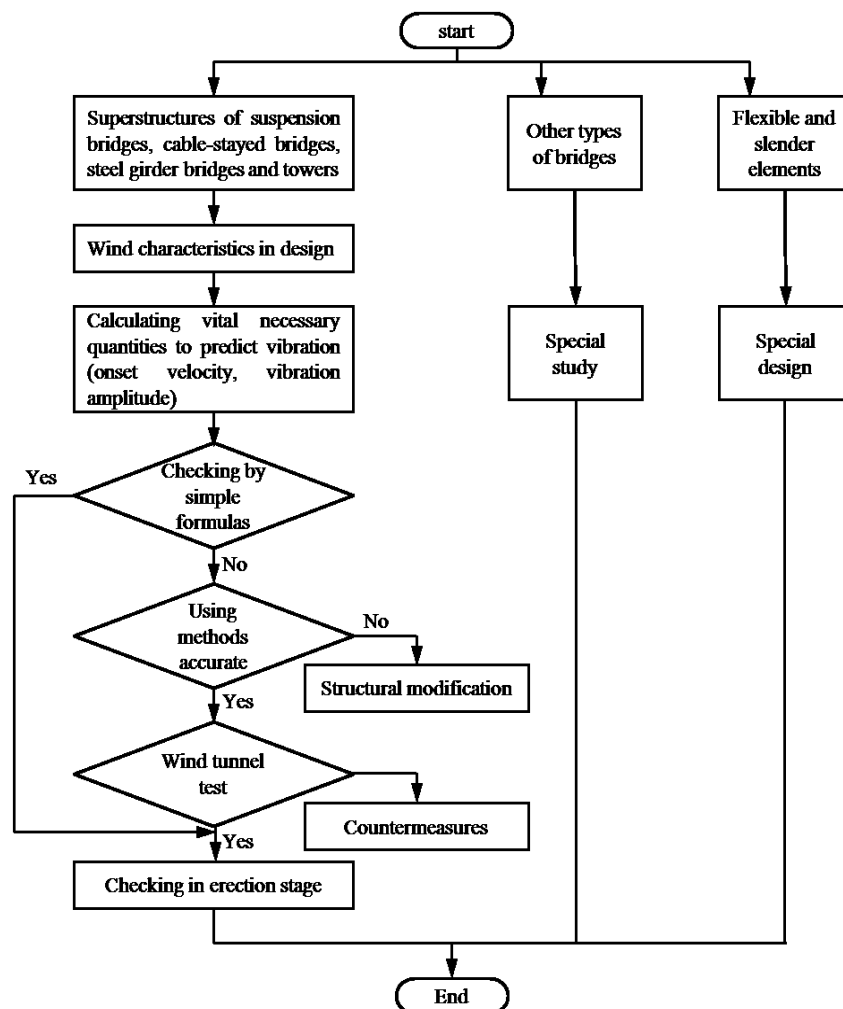 start
Superstructures of suspension
bridges, cable-stayed bridges,
steel girder bridges and towers
Other types
of bridges
Flexible and
slender
elements
Wind characteristics in design
Calculating vital necessary
quantities to predict vibration
(onset velocity, vibration
amplitude)
Special
study
Special
design
Yes
Checking by
simple
formulas
No
Using
methods
accurate
No
Structural modification
Yes
Wind tunnel
test
Countermeasures
Yes
Checking in erection stage
End